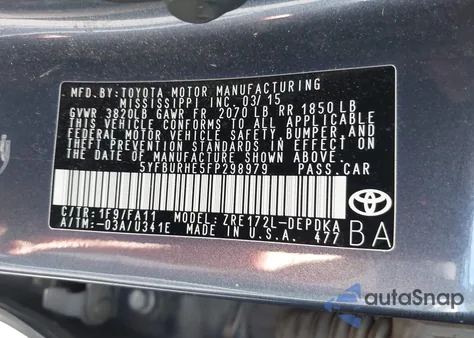 MFD. BY: TOYOTA MOTOR MANUFACTURING
MISSISSIPPI INC. 03/15
GVWR 3820LB GAWR FR 2070 LB RR 1850 LB
THIS VEHICLE CONFORMS TO ALL APPLICABLE
FEDERAL MOTOR VEHICLE SAFETY, BUMPER, AND
THEFT PREVENTION STANDARDS IN EFFECT ON
THE DATE OF MANUFACTURE SHOWN ABOVE.
5YFBURHE5FP298979 PASS. CAR
C/TR: 1F9/FA11 MODEL: ZRE172L-DEPDKA
A/TM: -03A/U341E MADE IN U.S.A. 477
BA
TOYOTA
autoSnap